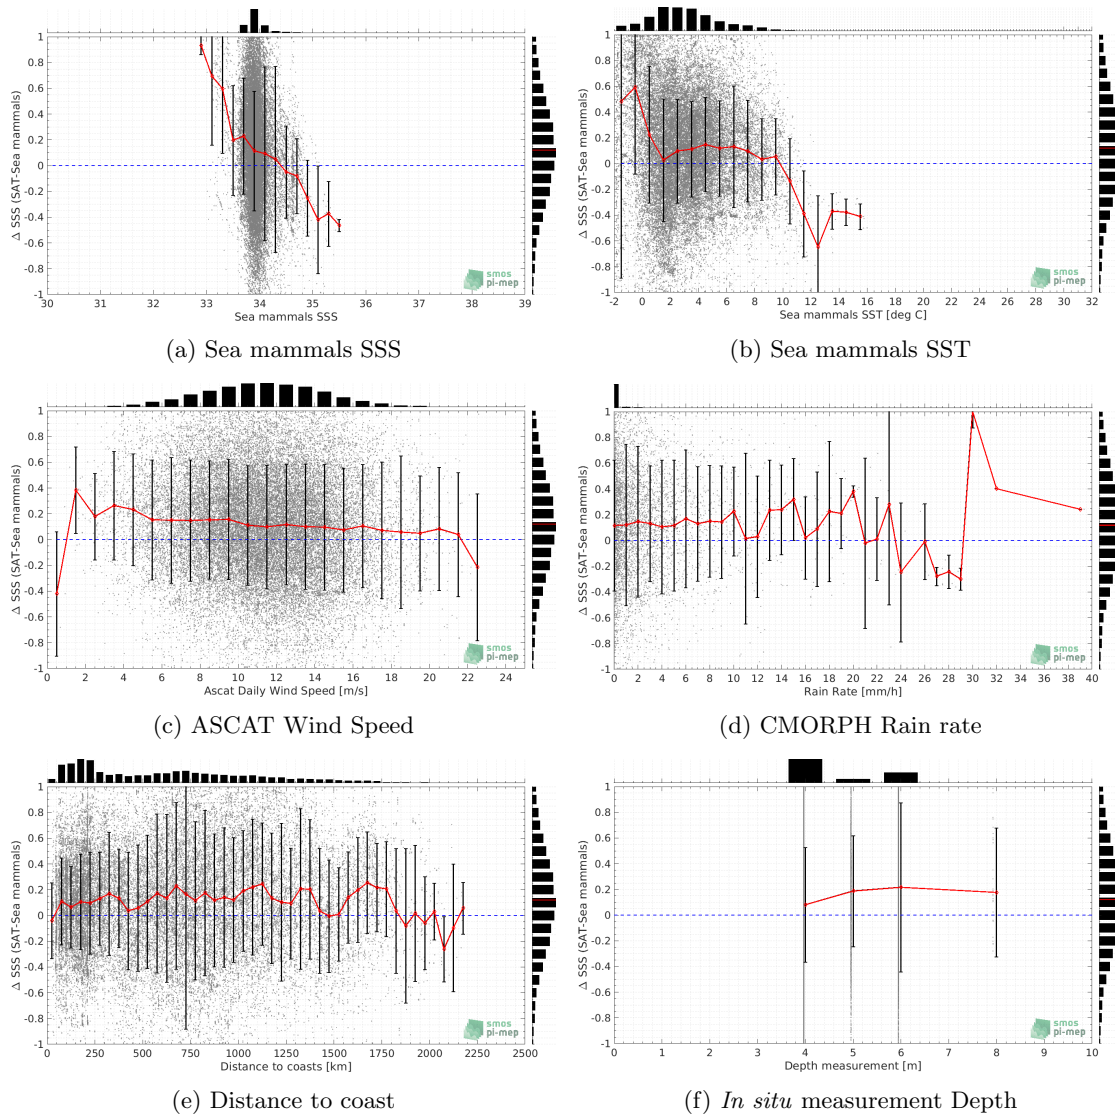 1
0.8
0.6
0.4
0.2
0
-0.2
-0.4
-0.6
-0.8
-1
Δ SSS (SAT-Sea mammals)
30 31 32 33 34 35 36 37 38 39
Sea mammals SSS
smos
pi-mep
(a) Sea mammals SSS
1
0.8
0.6
0.4
0.2
0
-0.2
-0.4
-0.6
-0.8
-1
Δ SSS (SAT-Sea mammals)
-2 0 2 4 6 8 10 12 14 16 18 20 22 24 26 28 30 32
Sea mammals SST [deg C]
smos
pi-mep
(b) Sea mammals SST
1
0.8
0.6
0.4
0.2
0
-0.2
-0.4
-0.6
-0.8
-1
Δ SSS (SAT-Sea mammals)
0 2 4 6 8 10 12 14 16 18 20 22 24
Ascat Daily Wind Speed [m/s]
smos
pi-mep
(c) ASCAT Wind Speed
1
0.8
0.6
0.4
0.2
0
-0.2
-0.4
-0.6
-0.8
-1
Δ SSS (SAT-Sea mammals)
0 2 4 6 8 10 12 14 16 18 20 22 24 26 28 30 32 34 36 38 40
Rain Rate [mm/h]
smos
pi-mep
(d) CMORPH Rain rate
1
0.8
0.6
0.4
0.2
0
-0.2
-0.4
-0.6
-0.8
-1
Δ SSS (SAT-Sea mammals)
0 250 500 750 1000 1250 1500 1750 2000 2250 2500
Distance to coasts [km]
smos
pi-mep
(e) Distance to coast
1
0.8
0.6
0.4
0.2
0
-0.2
-0.4
-0.6
-0.8
-1
Δ SSS (SAT-Sea mammals)
0 1 2 3 4 5 6 7 8 9 10
Depth measurement [m]
smos
pi-mep
(f) In situ measurement Depth